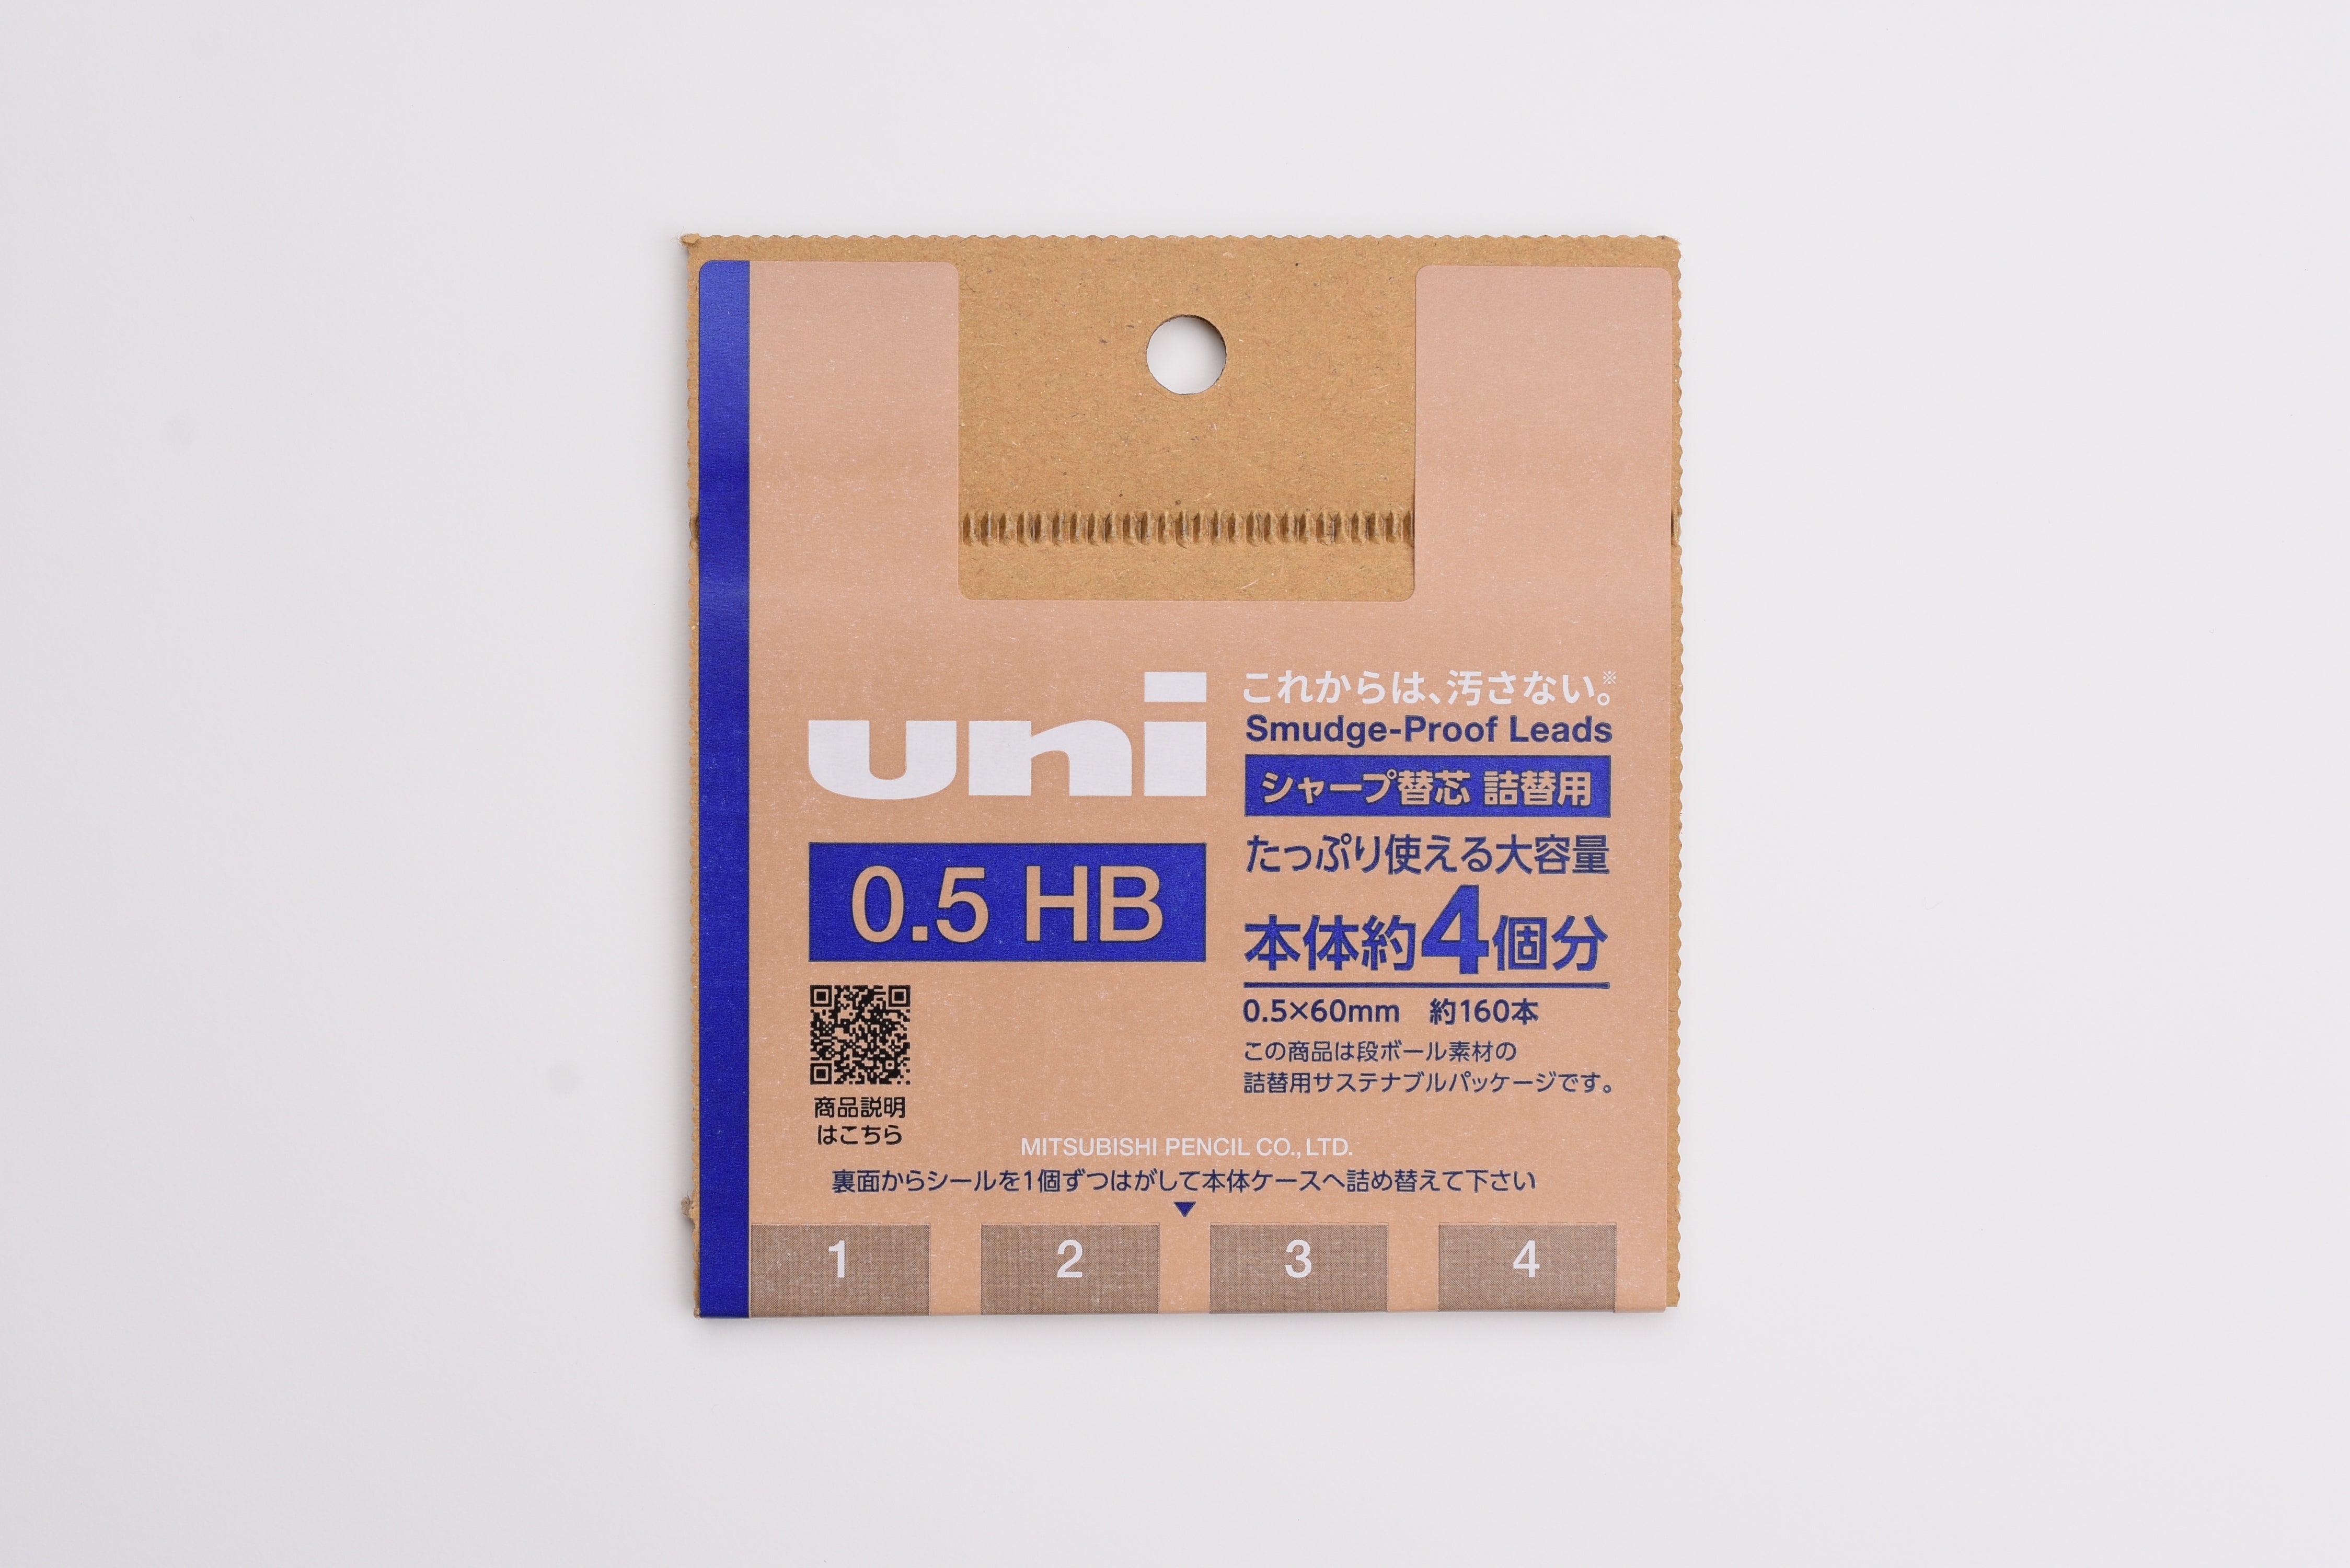 uni
0.5 HB
商品説明
はこちら
これからは、汚さない。※
Smudge-Proof Leads
シャープ替芯 詰替用
たっぷり使える大容量
本体約4個分
0.5×60mm 約160本
この商品は段ボール素材の
詰替用サステナブルパッケージです。
MITSUBISHI PENCIL CO., LTD.
裏面からシールを1個ずつはがして本体ケースへ詰め替えて下さい
1 2 3 4